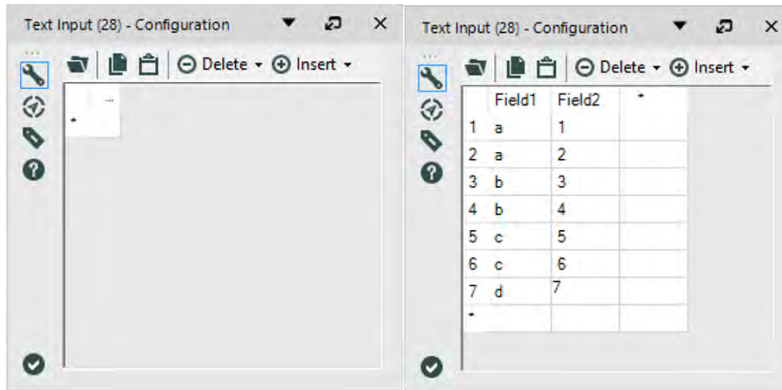 Text Input (28) - Configuration
Delete Insert
...
*
Text Input (28) - Configuration
Delete Insert
Field1 Field2 *
1 a 1
2 a 2
3 b 3
4 b 4
5 c 5
6 c 6
7 d 7
*